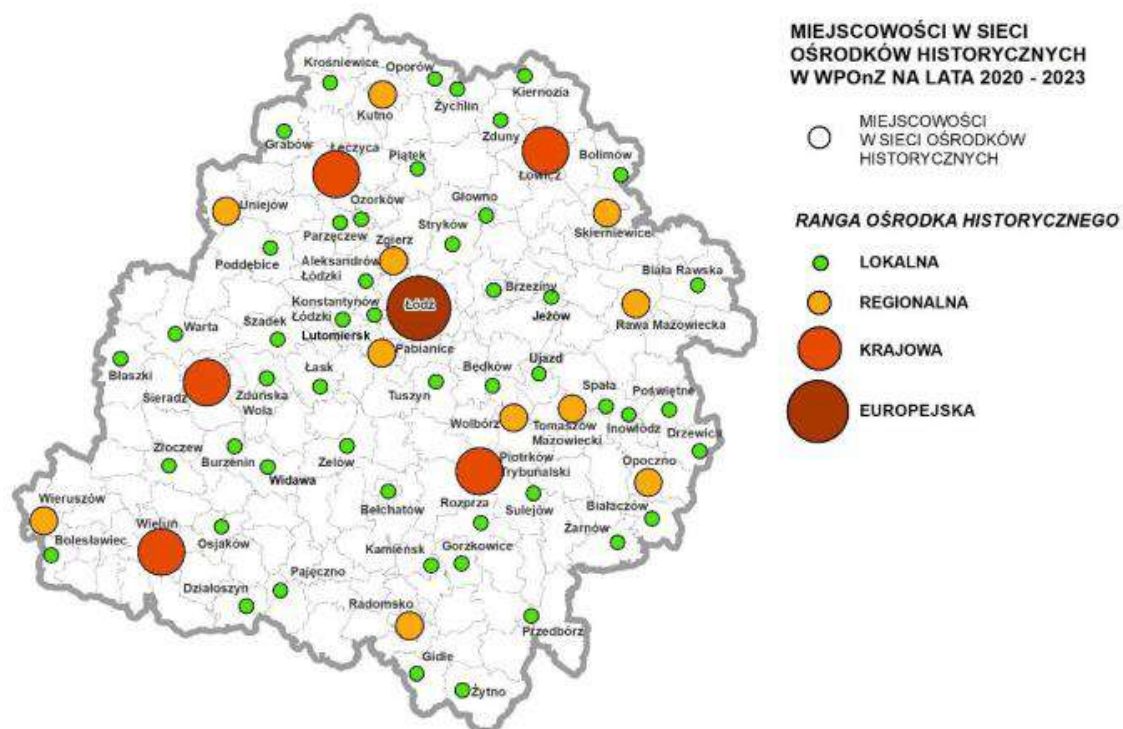 MIEJSCOWOŚCI W SIECI
OŚRODKÓW HISTORYCZNYCH
W WPOnZ NA LATA 2020 - 2023
MIEJSCOWOŚCI
W SIECI OŚRODKÓW
HISTORYCZNYCH
RANGA OŚRODKA HISTORYCZNEGO
LOKALNA
REGIONALNA
KRAJOWA
EUROPEJSKA
Krośniewice
Oporów
Kutno
Żychlin
Kiernozia
Zduny
Grabów
Łęczyca
Piątek
Łowicz
Bolimów
Uniejów
Ozorków
Głowno
Parzęczew
Stryków
Skierniewice
Zgierz
Poddębice
Aleksandrów
Łódzki
Biała Rawska
Brzeziny
Konstantynów
Łódzki
Łódź
Jeżów
Rawa Mazowiecka
Warta
Szadek
Lutomiersk
Pabianice
Błaszki
Sieradz
Zduńska
Wola
Łask
Tuszyn
Będków
Ujazd
Spała
Poświętne
Wolbórz
Tomaszów
Mazowiecki
Inowłódz
Drzewica
Złoczew
Burzenin
Widawa
Zelów
Piotrków
Trybunalski
Opoczno
Wieruszów
Bełchatów
Rozprza
Sulejów
Białaczów
Żarnów
Bolesławiec
Wieluń
Osjaków
Kamieńsk
Gorzkowice
Działoszyn
Pajęczno
Radomsko
Przedbórz
Gidle
Żytno